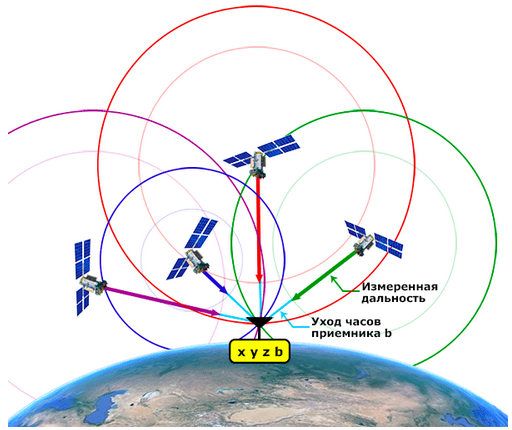 Измеренная
дальность
Уход часов
приемника b
x y z b